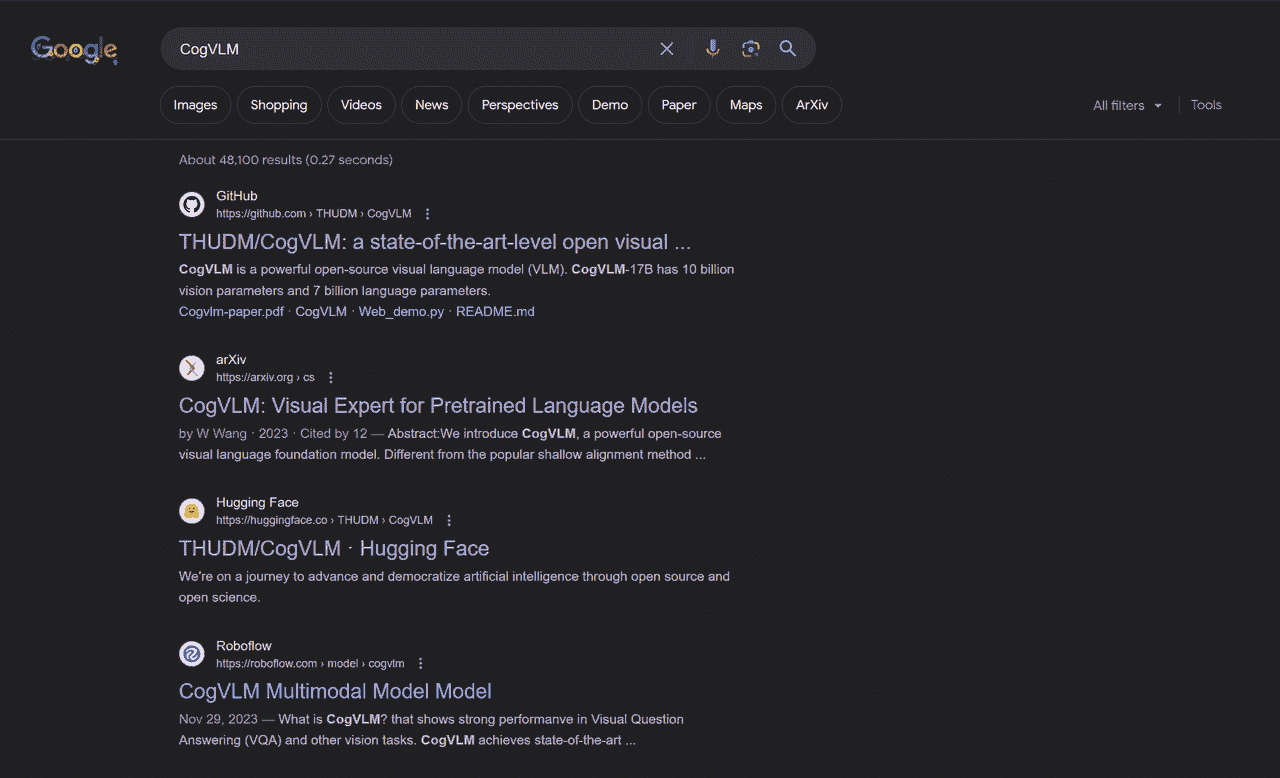 Google
CogVLM
Images Shopping Videos News Perspectives Demo Paper Maps ArXiv All filters Tools
About 48,100 results (0.27 seconds)
GitHub
https://github.com › THUDM › CogVLM
THUDM/CogVLM: a state-of-the-art-level open visual ...
CogVLM is a powerful open-source visual language model (VLM). CogVLM-17B has 10 billion
vision parameters and 7 billion language parameters.
Cogvlm-paper.pdf · CogVLM · Web_demo.py · README.md
arXiv
https://arxiv.org › cs
CogVLM: Visual Expert for Pretrained Language Models
by W Wang · 2023 · Cited by 12 — Abstract:We introduce CogVLM, a powerful open-source
visual language foundation model. Different from the popular shallow alignment method ...
Hugging Face
https://huggingface.co › THUDM › CogVLM
THUDM/CogVLM · Hugging Face
We're on a journey to advance and democratize artificial intelligence through open source and
open science.
Roboflow
https://roboflow.com › model › cogvlm
CogVLM Multimodal Model Model
Nov 29, 2023 — What is CogVLM? that shows strong performanve in Visual Question
Answering (VQA) and other vision tasks. CogVLM achieves state-of-the-art ...